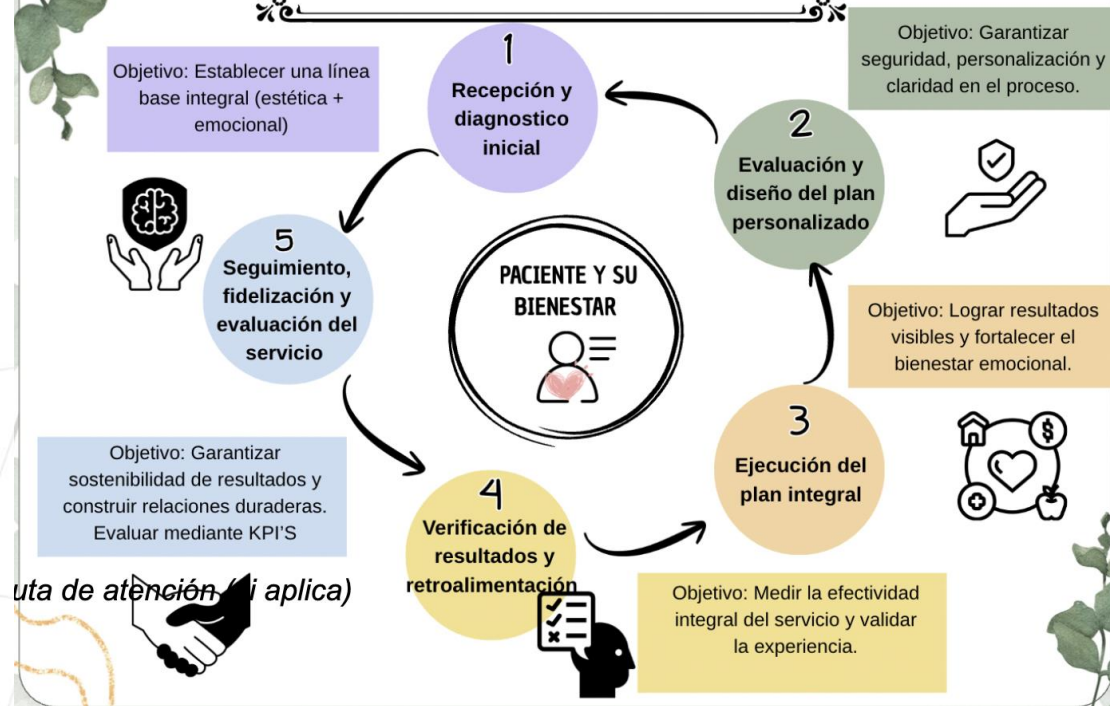 1
Recepción y
diagnostico
inicial
Objetivo: Establecer una línea
base integral (estética +
emocional)
2
Evaluación y
diseño del plan
personalizado
Objetivo: Garantizar
seguridad, personalización y
claridad en el proceso.
3
Ejecución del
plan integral
Objetivo: Lograr resultados
visibles y fortalecer el
bienestar emocional.
4
Verificación de
resultados y
retroalimentación
Objetivo: Medir la efectividad
integral del servicio y validar
la experiencia.
5
Seguimiento,
fidelización y
evaluación del
servicio
Objetivo: Garantizar
sostenibilidad de resultados y
construir relaciones duraderas.
Evaluar mediante KPI'S
PACIENTE Y SU
BIENESTAR
$
de atención aplica)